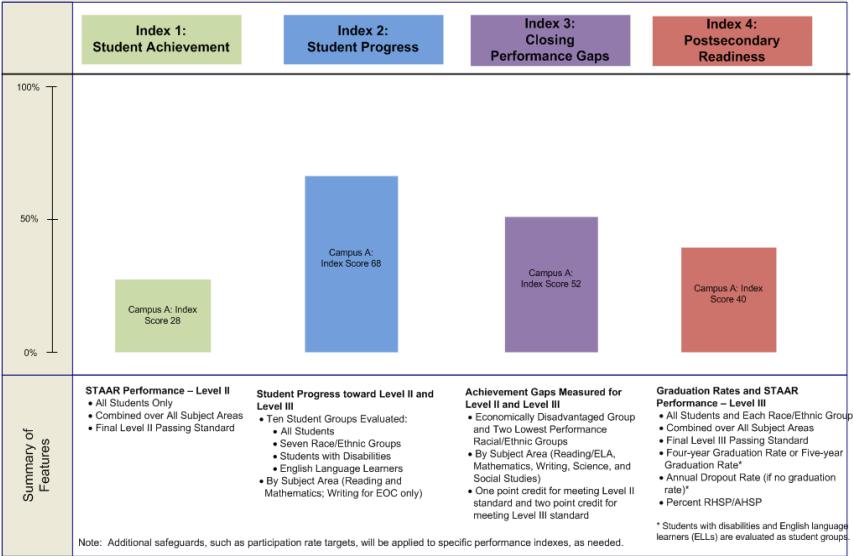 Index 1:
Student Achievement
Index 2:
Student Progress
Index 3:
Closing
Performance Gaps
Index 4:
Postsecondary
Readiness
100%
50%
0%
Campus A: Index
Score 28
Campus A:
Index Score 68
Campus A:
Index Score 52
Campus A: Index
Score 40
Summary of
Features
STAAR Performance – Level II
• All Students Only
• Combined over All Subject Areas
• Final Level II Passing Standard
Student Progress toward Level II and
Level III
• Ten Student Groups Evaluated:
• All Students
• Seven Race/Ethnic Groups
• Students with Disabilities
• English Language Learners
• By Subject Area (Reading and
Mathematics; Writing for EOC only)
Achievement Gaps Measured for
Level II and Level III
• Economically Disadvantaged Group
and Two Lowest Performance
Racial/Ethnic Groups
• By Subject Area (Reading/ELA,
Mathematics, Writing, Science, and
Social Studies)
• One point credit for meeting Level II
standard and two point credit for
meeting Level III standard
Graduation Rates and STAAR
Performance – Level III
• All Students and Each Race/Ethnic Group
• Combined over All Subject Areas
• Final Level III Passing Standard
• Four-year Graduation Rate or Five-year
Graduation Rate*
• Annual Dropout Rate (if no graduation
rate)*
• Percent RHSP/AHSP
* Students with disabilities and English language
learners (ELLs) are evaluated as student groups.
Note: Additional safeguards, such as participation rate targets, will be applied to specific performance indexes, as needed.